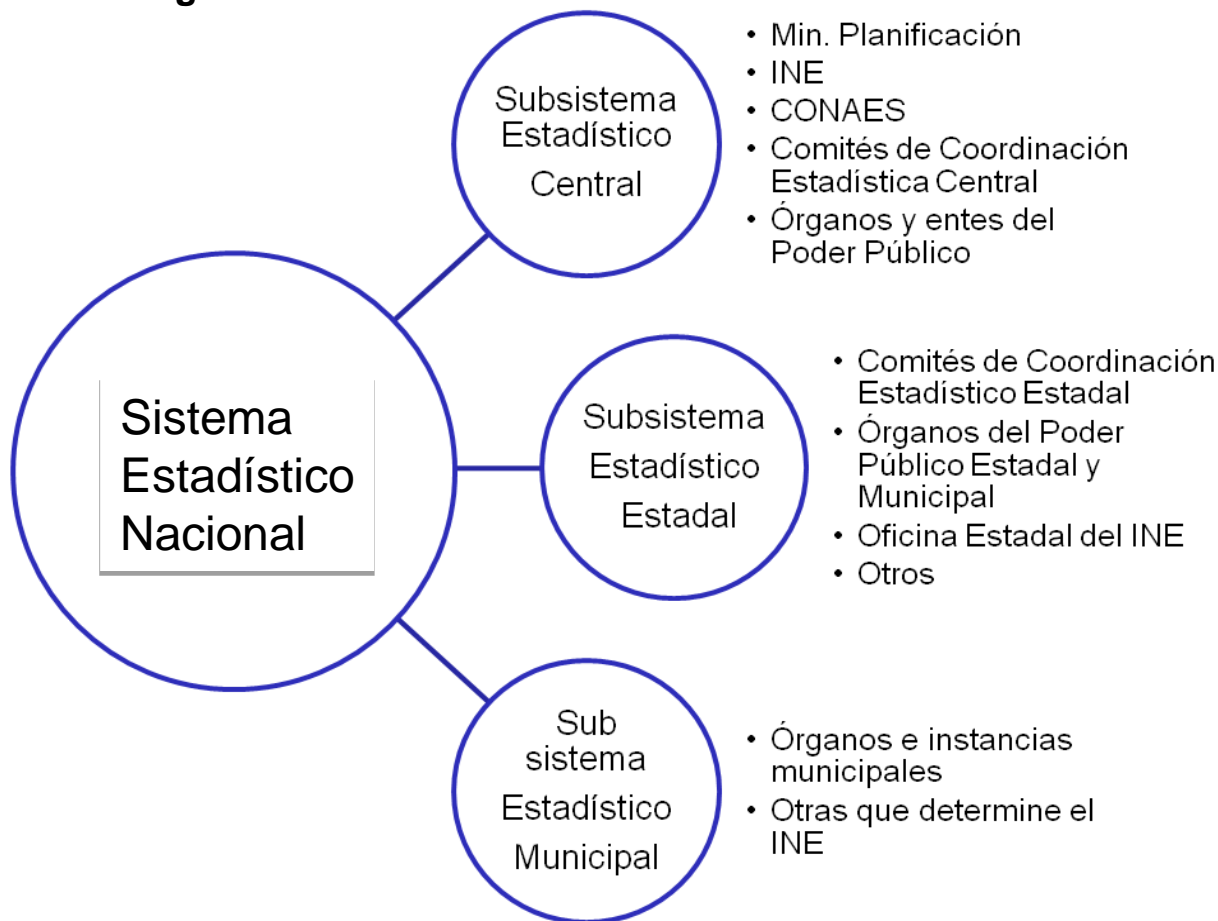 • Min. Planificación
• INE
• CONAES
• Comités de Coordinación
Estadística Central
• Órganos y entes del
Poder Público
Subsistema
Estadístico
Central
Sistema
Estadístico
Nacional
Subsistema
Estadístico
Estadal
• Comités de Coordinación
Estadístico Estadal
• Órganos del Poder
Público Estadal y
Municipal
• Oficina Estadal del INE
• Otros
Sub
sistema
Estadístico
Municipal
• Órganos e instancias
municipales
• Otras que determine el
INE